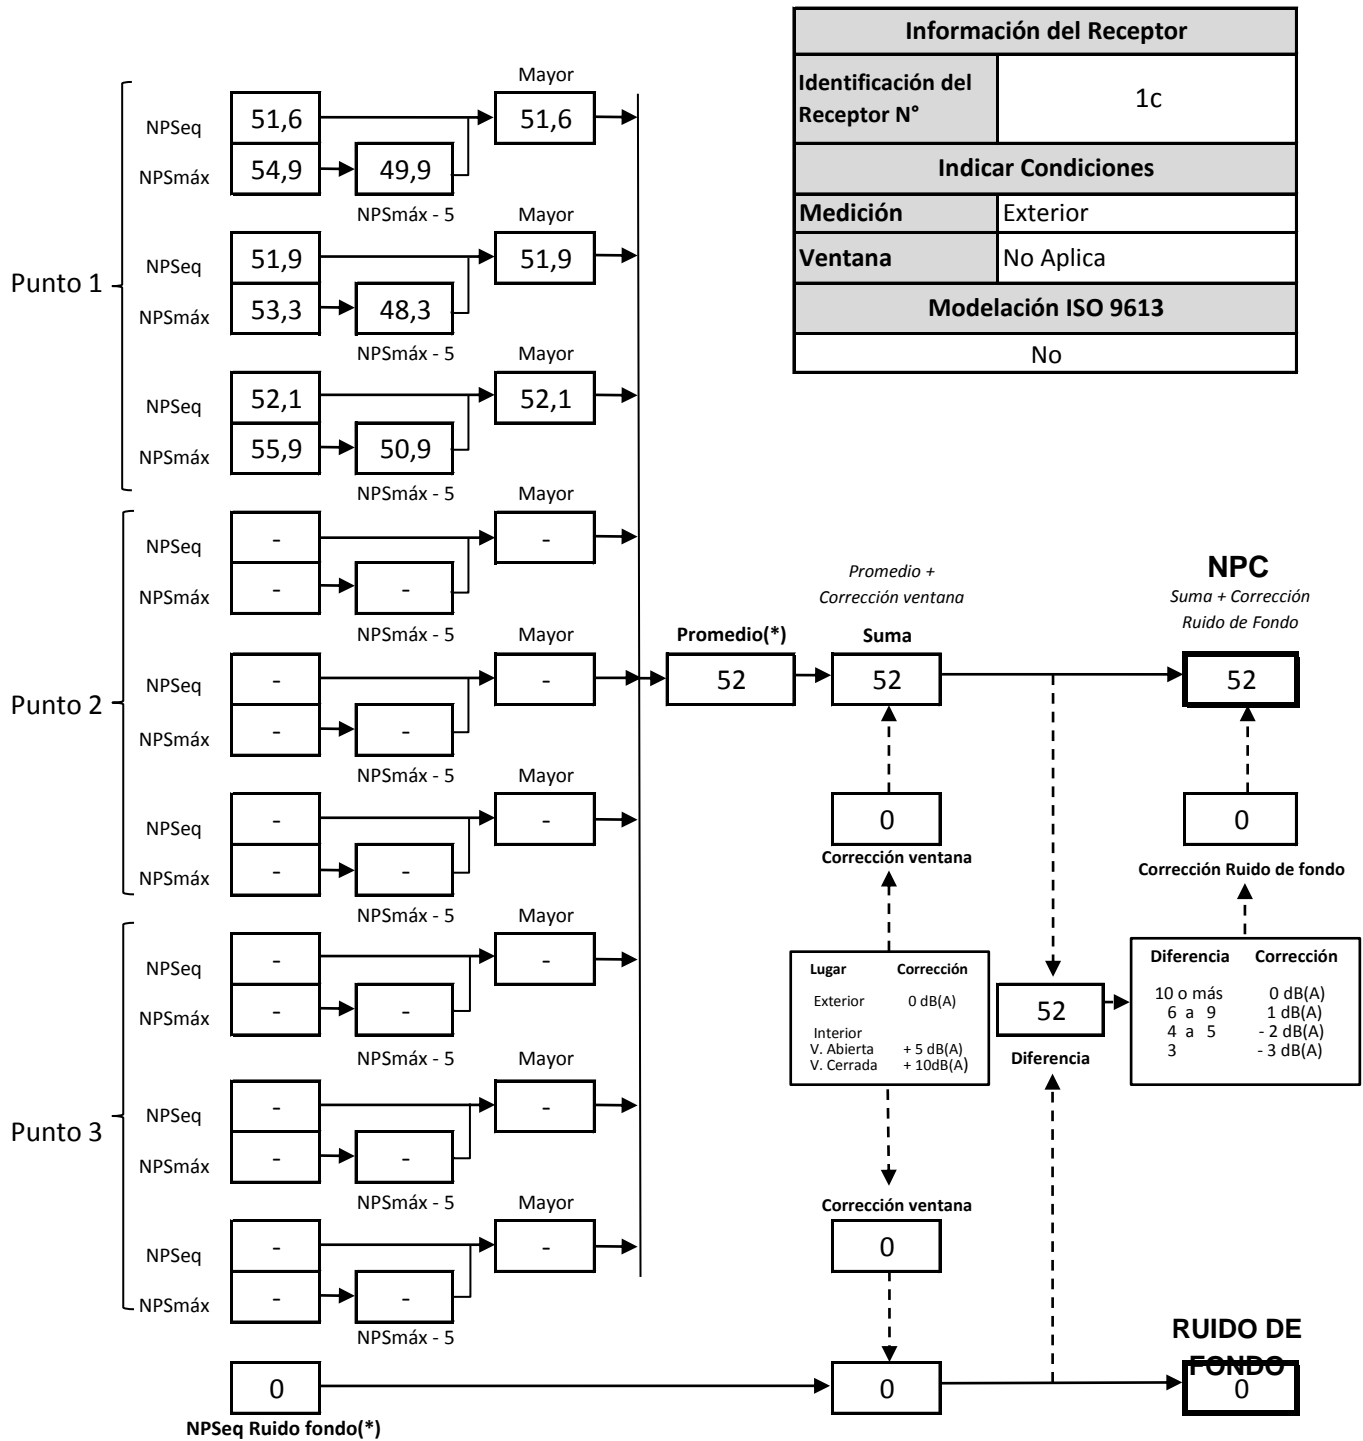 Información del Receptor
Identificación del Receptor N°
1c
Indicar Condiciones
Medición Exterior
Ventana No Aplica
Modelación ISO 9613
No
Punto 1
Mayor
NPSeq 51,6 51,6
NPSmáx 54,9 49,9
NPSmáx - 5 Mayor
NPSeq 51,9 51,9
NPSmáx 53,3 48,3
NPSmáx - 5 Mayor
NPSeq 52,1 52,1
NPSmáx 55,9 50,9
NPSmáx - 5 Mayor
Punto 2
NPSeq - -
NPSmáx - -
NPSmáx - 5 Mayor
NPSeq - -
NPSmáx - -
NPSmáx - 5 Mayor
NPSeq - -
NPSmáx - -
NPSmáx - 5 Mayor
Punto 3
NPSeq - -
NPSmáx - -
NPSmáx - 5 Mayor
NPSeq - -
NPSmáx - -
NPSmáx - 5 Mayor
NPSeq - -
NPSmáx - -
NPSmáx - 5
0
NPSeq Ruido fondo(*)
Promedio(*)
52
Promedio +
Corrección ventana
Suma
52
0
Corrección ventana
Lugar Corrección
Exterior 0 dB(A)
Interior
V. Abierta + 5 dB(A)
V. Cerrada + 10dB(A)
Corrección ventana
0
0
52
Diferencia
NPC
Suma + Corrección
Ruido de Fondo
52
0
Corrección Ruido de fondo
Diferencia Corrección
10 o más 0 dB(A)
6 a 9 1 dB(A)
4 a 5 - 2 dB(A)
3 - 3 dB(A)
RUIDO DE
FONDO
0